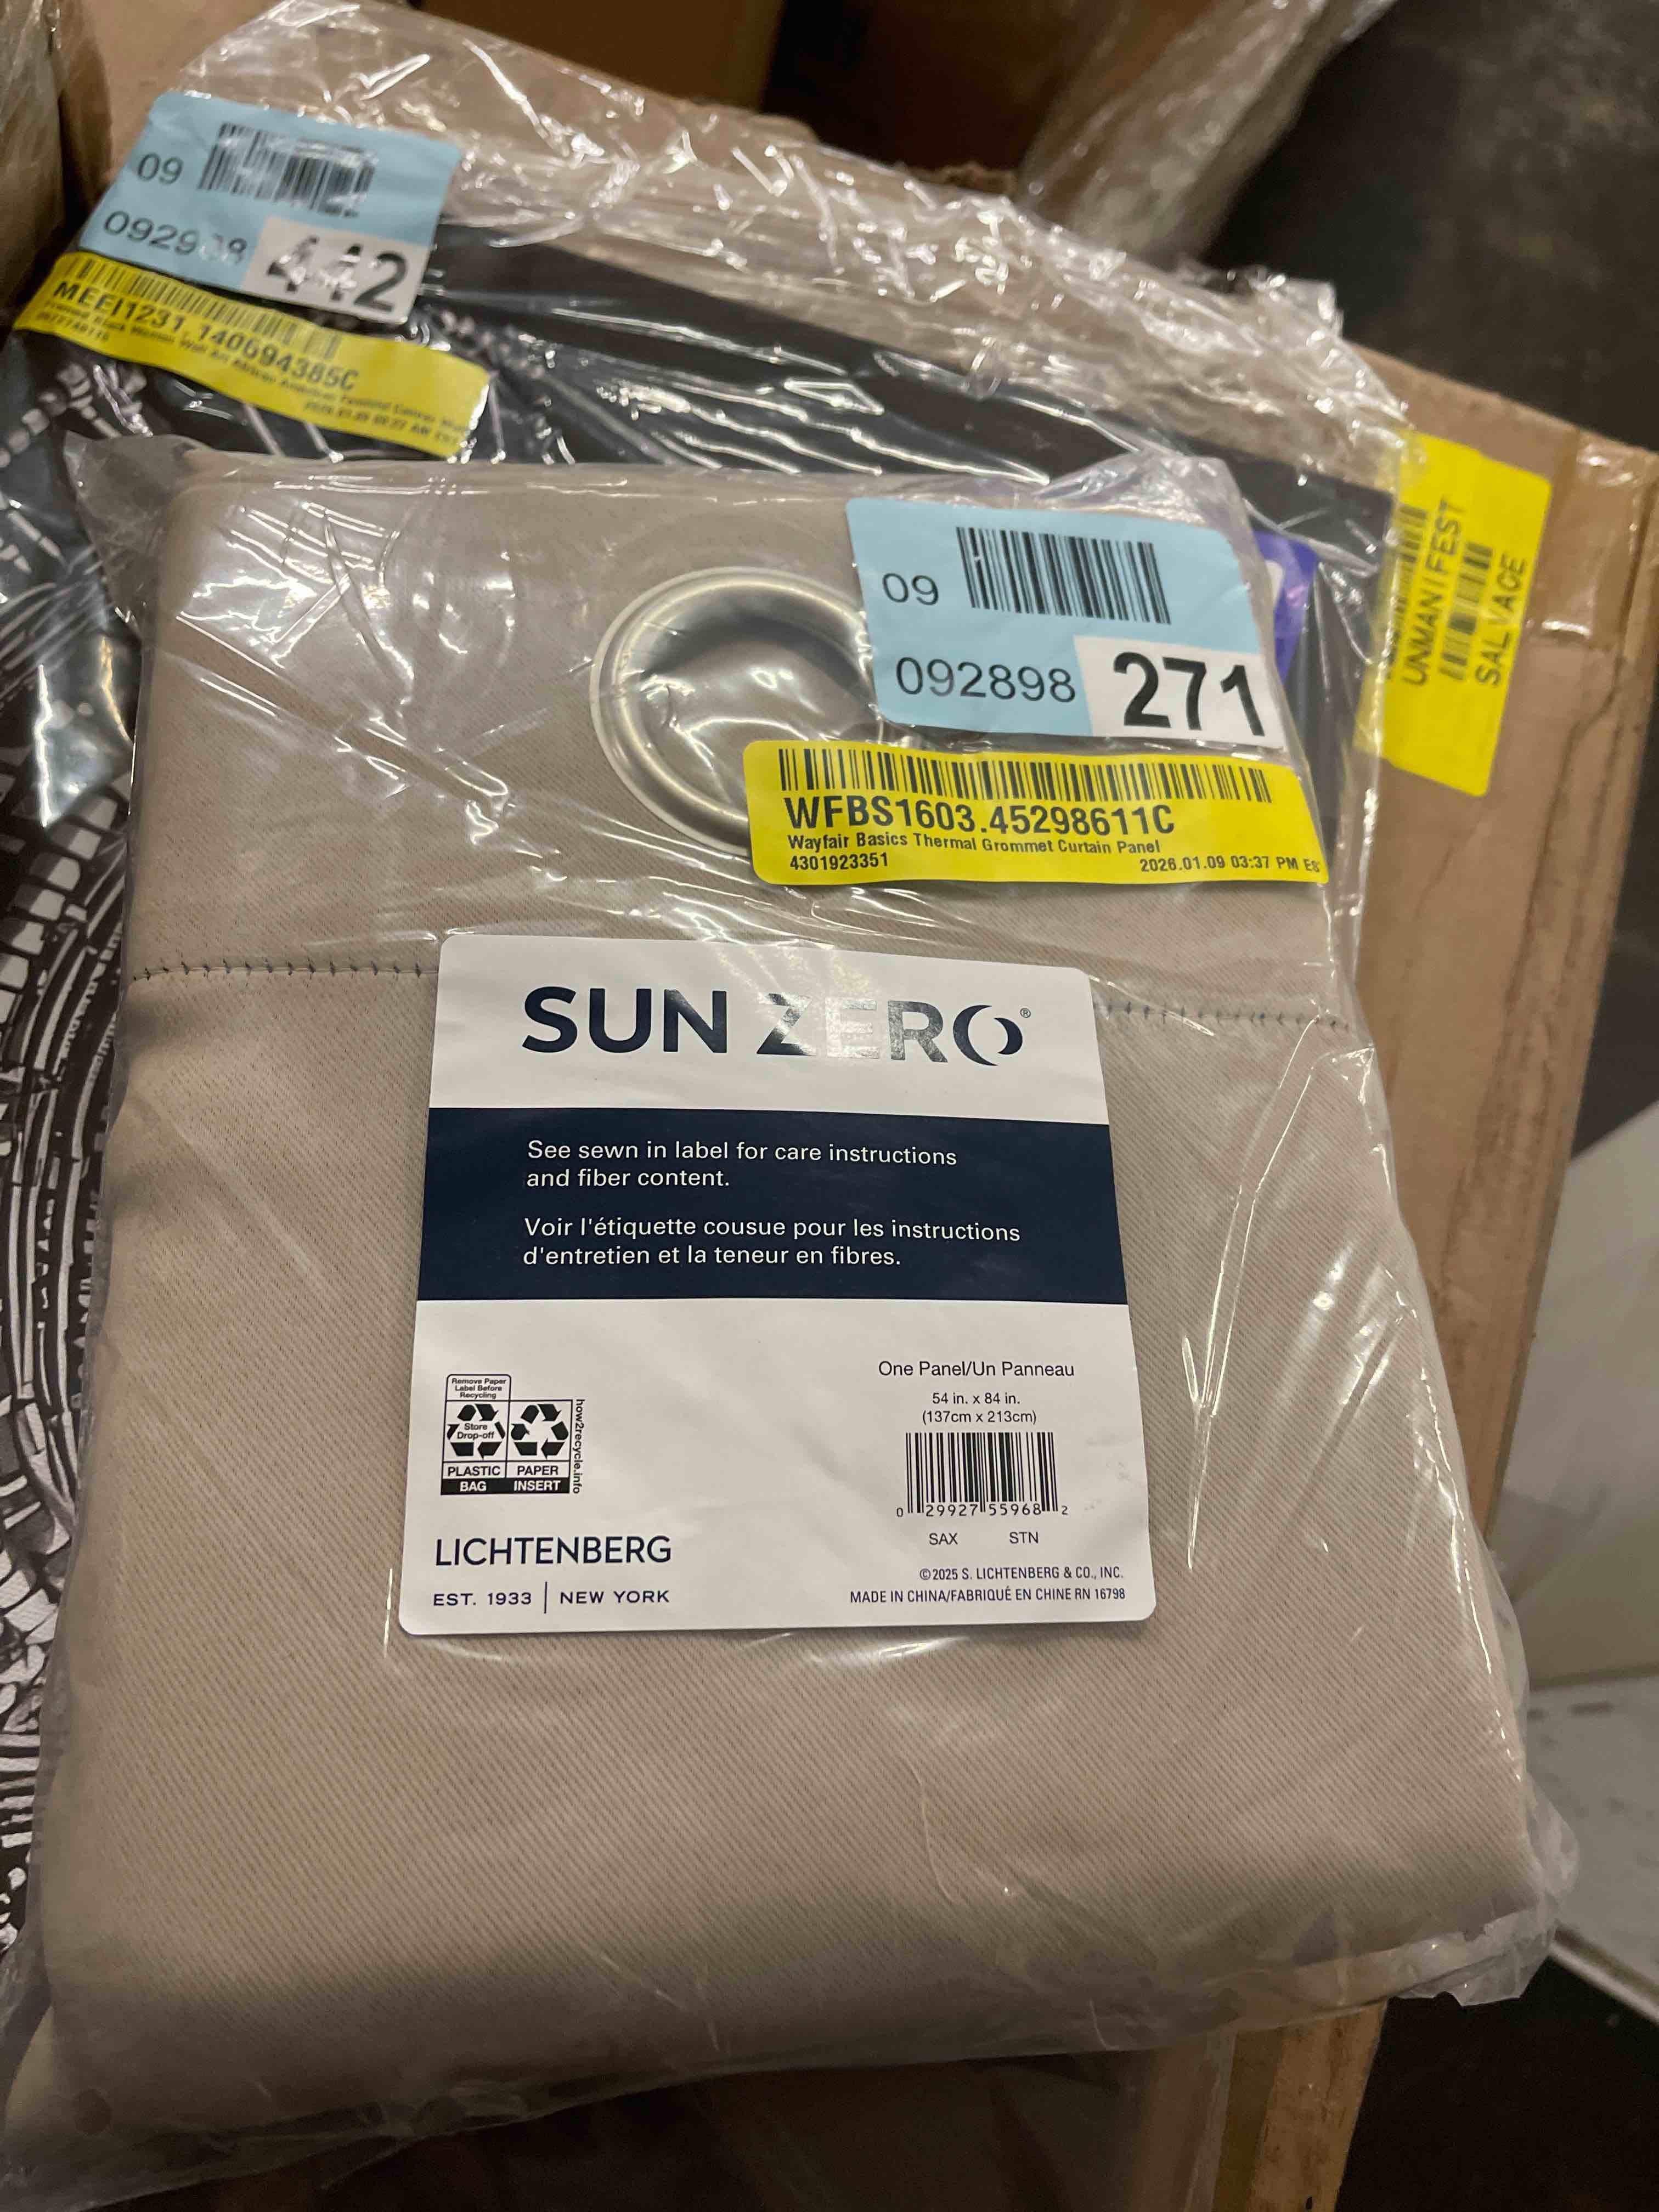 09
442
MEEI1231.140694385C
UNMANIFEST
SALVAGE
09
092898 271
WFBS1603.45298611C
Wayfair Basics Thermal Grommet Curtain Panel
4301923351 2026.01.09 03:37 PM
SUN ZERO®
See sewn in label for care instructions
and fiber content.
Voir l'étiquette cousue pour les instructions
d'entretien et la teneur en fibres.
Remove Paper
Label Before
Recycling
Store
Drop-off
PLASTIC
BAG
PAPER
INSERT
how2recycle.info
LICHTENBERG
EST. 1933 | NEW YORK
One Panel/Un Panneau
54 in. x 84 in.
(137cm x 213cm)
0 29927 55968 2
SAX STN
©2025 S. LICHTENBERG & CO., INC.
MADE IN CHINA/FABRIQUÉ EN CHINE RN 16798